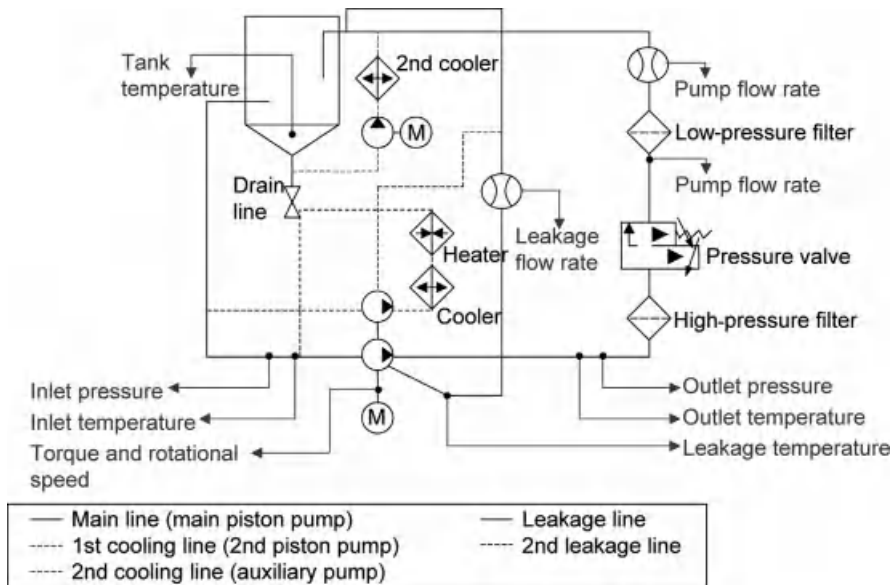 Tank
temperature
2nd cooler
M
Pump flow rate
Low-pressure filter
Drain
line
Pump flow rate
Leakage
flow rate
Heater
Pressure valve
Cooler
High-pressure filter
Inlet pressure
Outlet pressure
Inlet temperature
M
Outlet temperature
Torque and rotational
speed
Leakage temperature
Main line (main piston pump)
Leakage line
1st cooling line (2nd piston pump)
2nd leakage line
2nd cooling line (auxiliary pump)